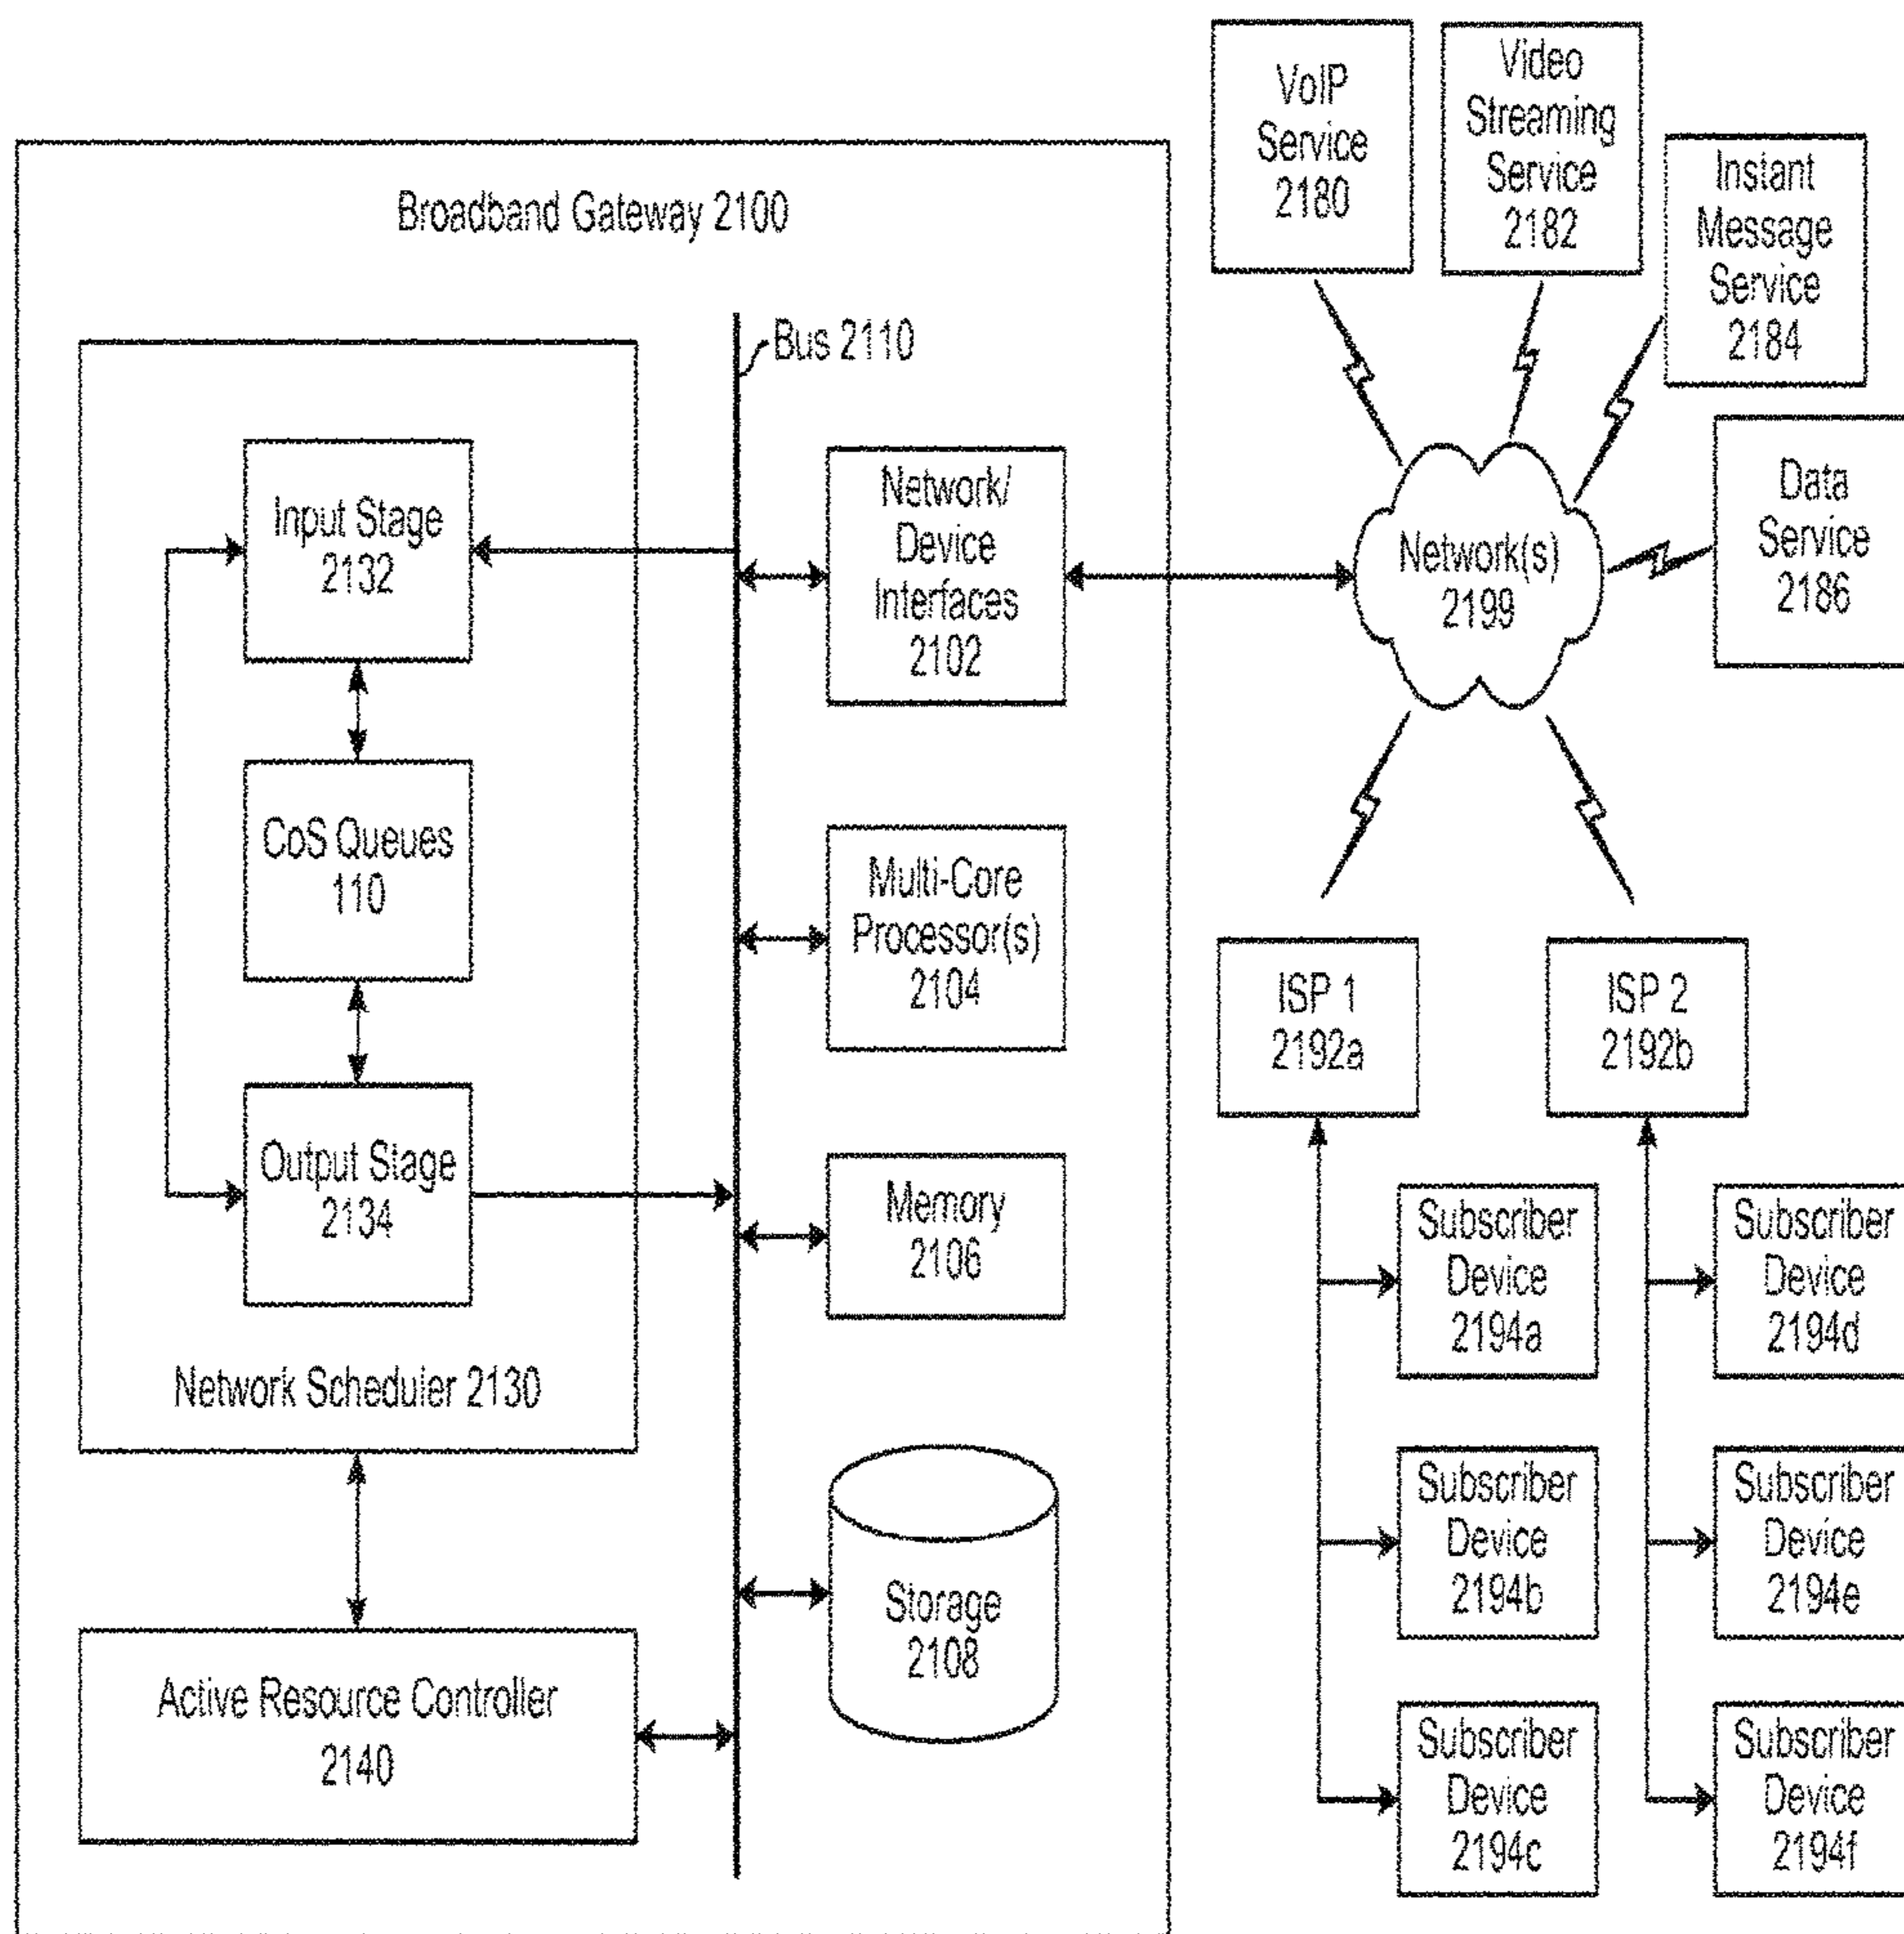 Broadband Gateway 2100
Bus 2110
Input Stage
2132
CoS Queues
110
Output Stage
2134
Network Scheduler 2130
Active Resource Controller
2140
Network/
Device
Interfaces
2102
Multi-Core
Processor(s)
2104
Memory
2106
Storage
2108
VoIP
Service
2180
Video
Streaming
Service
2182
Instant
Message
Service
2184
Data
Service
2186
Network(s)
2199
ISP 1
2192a
ISP 2
2192b
Subscriber
Device
2194a
Subscriber
Device
2194b
Subscriber
Device
2194c
Subscriber
Device
2194d
Subscriber
Device
2194e
Subscriber
Device
2194f